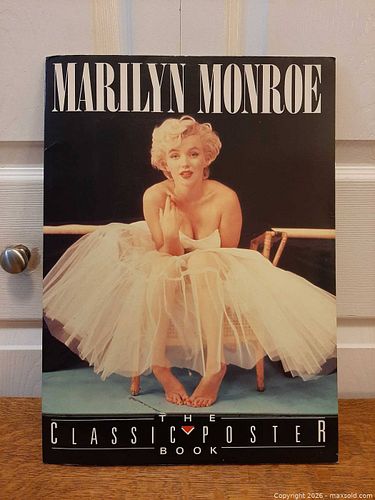 MARILYN MONROE
THE
CLASSIC POSTER
BOOK
Copyright 2026 - maxsold.com